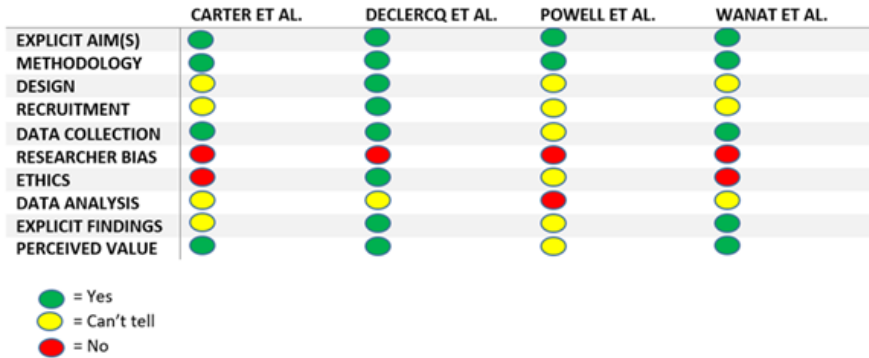 CARTER ET AL. DECLERCQ ET AL. POWELL ET AL. WANAT ET AL.
EXPLICIT AIM(S)
METHODOLOGY
DESIGN
RECRUITMENT
DATA COLLECTION
RESEARCHER BIAS
ETHICS
DATA ANALYSIS
EXPLICIT FINDINGS
PERCEIVED VALUE
= Yes
= Can't tell
= No